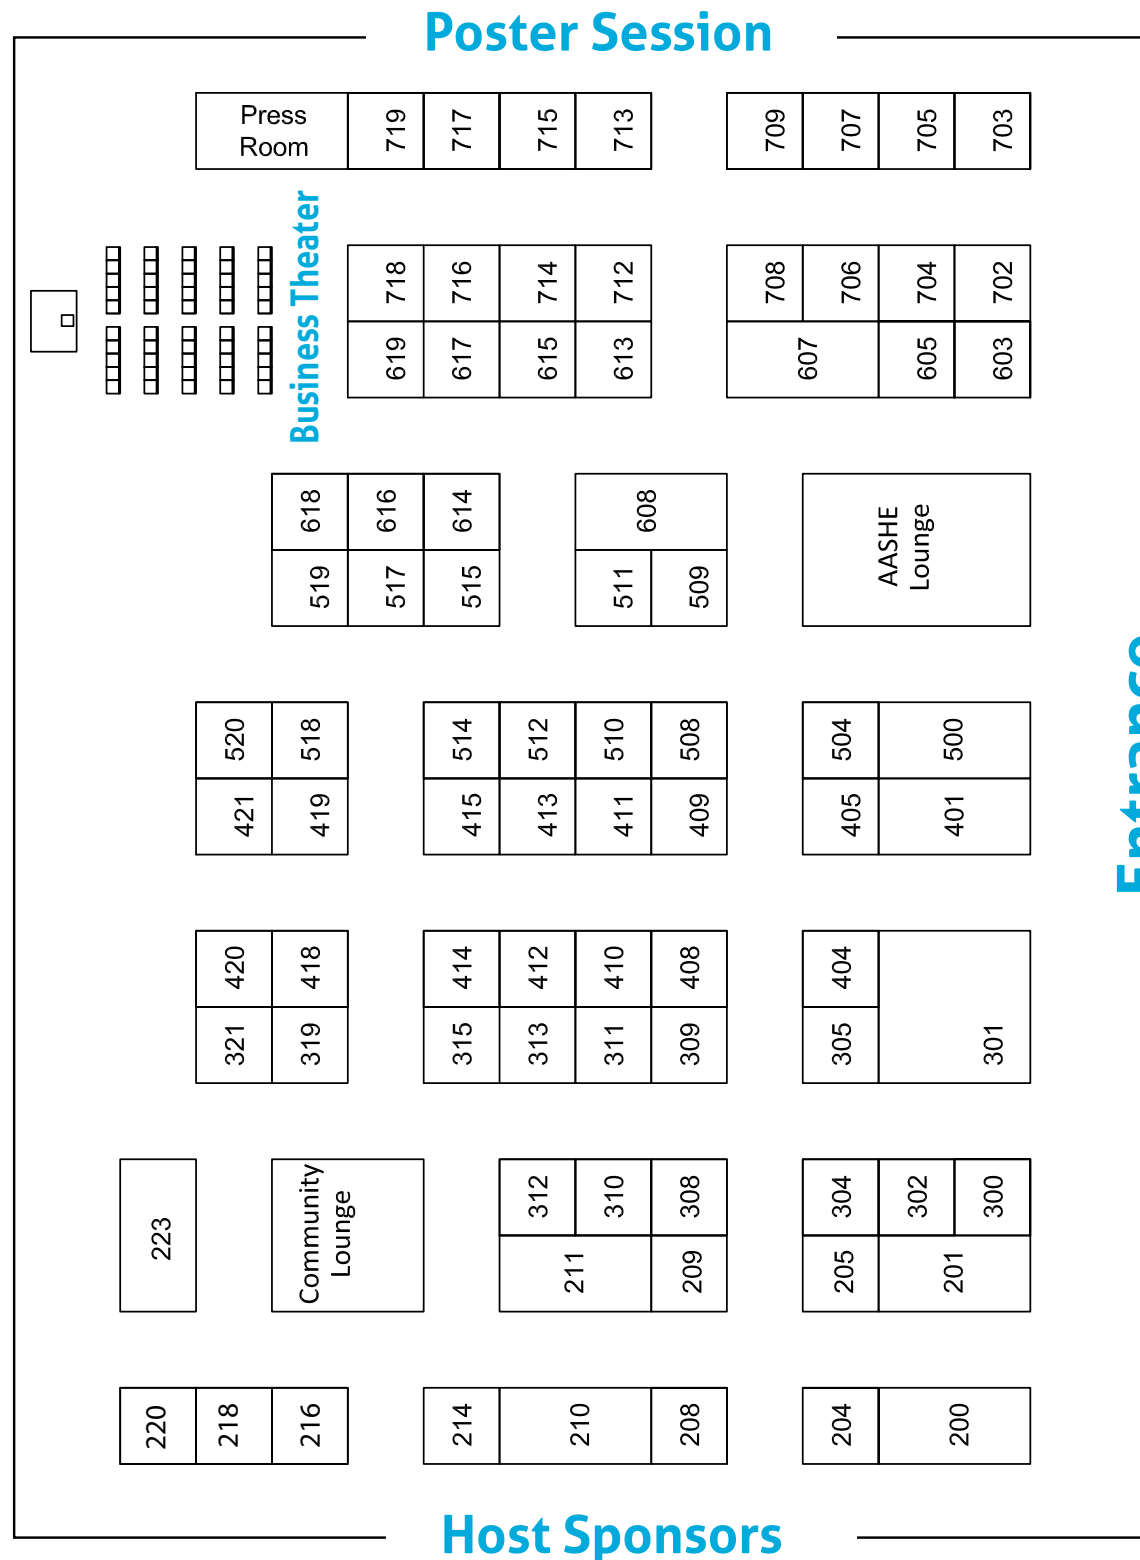 Poster Session
Press
Room
719 717 715 713 709 707 705 703
Business Theater
718 716 714 712 708 706 704 702
619 617 615 613 607 605 603
618 616 614 608
AASHE
Lounge
519 517 515 511 509
Entrance
520 518 514 512 510 508 504 500
421 419 415 413 411 409 405 401
420 418 414 412 410 408 404
321 319 315 313 311 309 305 301
223
Community
Lounge
312 310 308 304 302 300
211 209 205 201
220 218 216 214 210 208 204 200
Host Sponsors